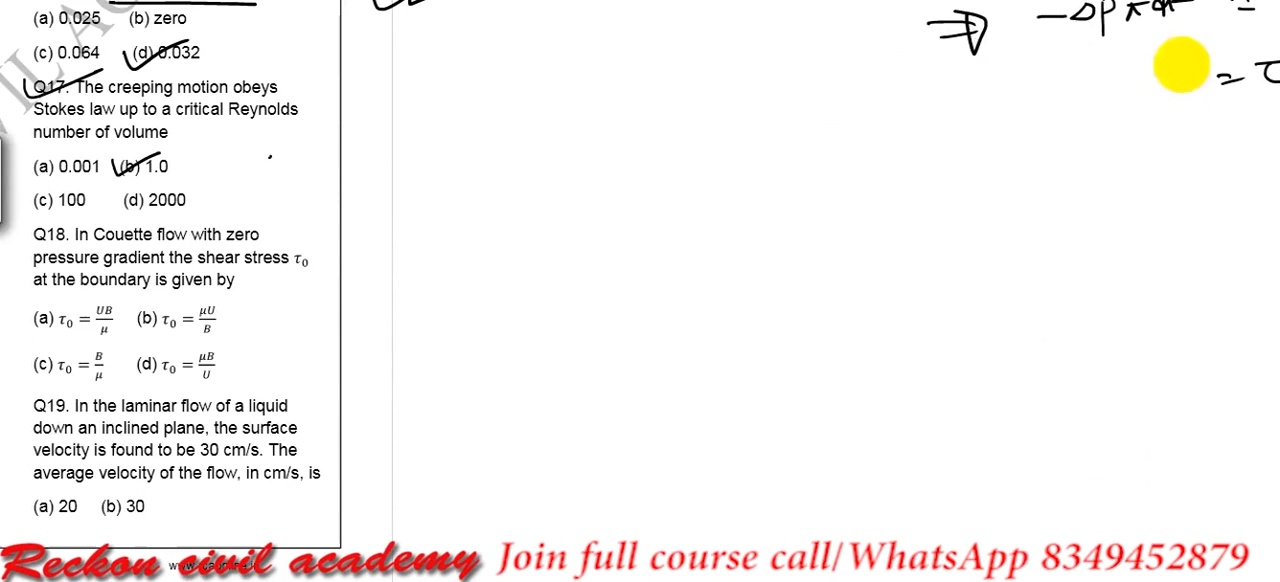 (a) 0.025 (b) zero
(c) 0.064 (d) 0.032
Q17. The creeping motion obeys
Stokes law up to a critical Reynolds
number of volume
(a) 0.001 (b) 1.0
(c) 100 (d) 2000
Q18. In Couette flow with zero
pressure gradient the shear stress τ₀
at the boundary is given by
(a) τ₀ = UB/μ (b) τ₀ = μU/B
(c) τ₀ = B/μ (d) τ₀ = μB/U
Q19. In the laminar flow of a liquid
down an inclined plane, the surface
velocity is found to be 30 cm/s. The
average velocity of the flow, in cm/s, is
(a) 20 (b) 30
= τ
Reckon civil academy Join full course call/WhatsApp 8349452879